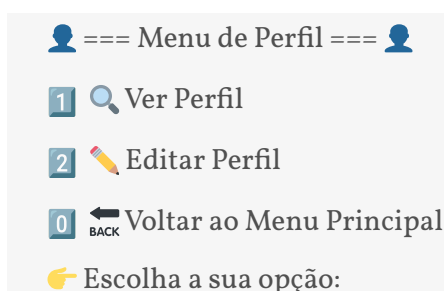 👤 === Menu de Perfil === 👤
1️⃣ 🔍 Ver Perfil
2️⃣ ✏️ Editar Perfil
0️⃣ 🔙 Voltar ao Menu Principal
👉 Escolha a sua opção: